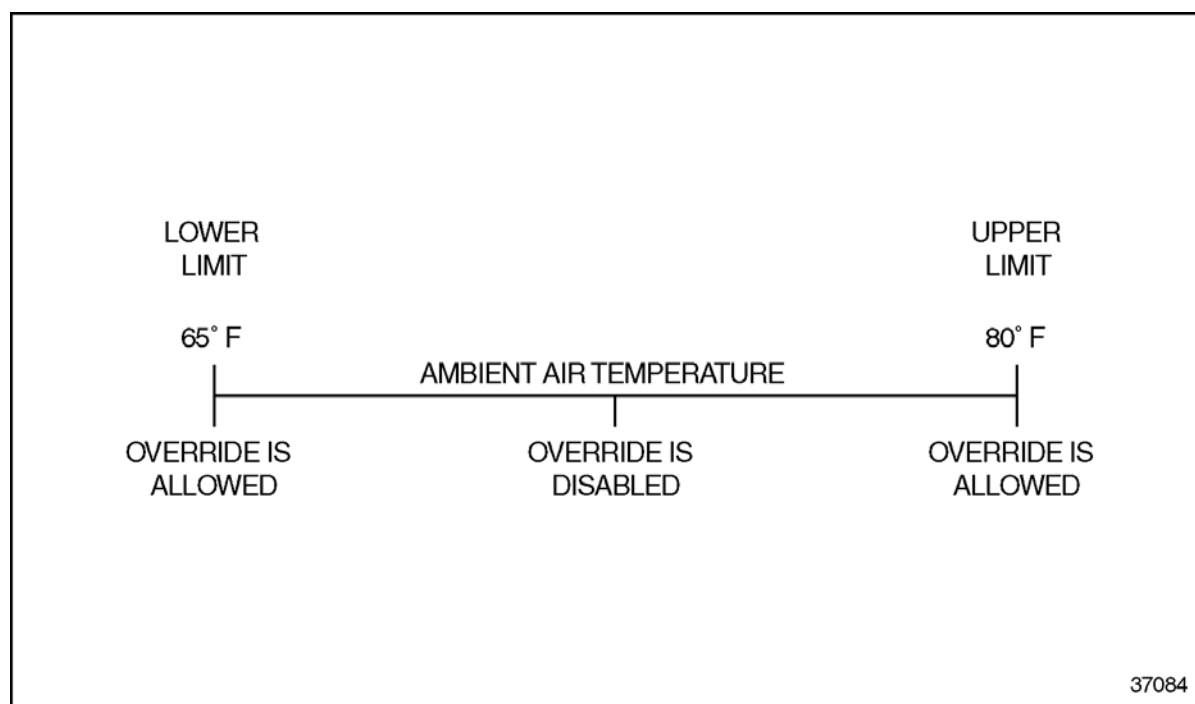 LOWER
LIMIT
UPPER
LIMIT
65° F
80° F
AMBIENT AIR TEMPERATURE
OVERRIDE IS
ALLOWED
OVERRIDE IS
DISABLED
OVERRIDE IS
ALLOWED
37084